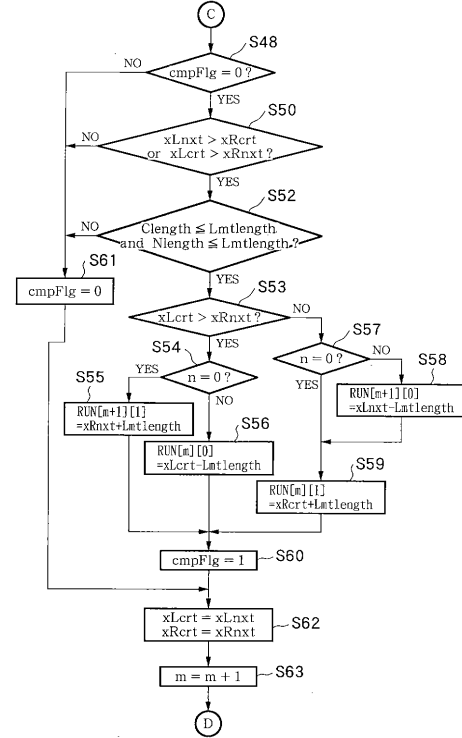 C
S48
NO
cmpFlg = 0 ?
YES
S50
NO
xLnxt > xRcrt
or xLcrt > xRnxt ?
YES
S52
NO
Clength ≦ Lmtlength
and Nlength ≦ Lmtlength ?
S61
cmpFlg = 0
YES
S53
xLcrt > xRnxt ?
NO
YES
S57
S54
n = 0 ?
NO
n = 0 ?
YES
S58
S55
YES
NO
RUN[m+1][0]
=xLnxt-Lmtlength
RUN[m+1][1]
=xRnxt+Lmtlength
S56
RUN[m][0]
=xLcrt-Lmtlength
S59
RUN[m][1]
=xRcrt+Lmtlength
cmpFlg = 1
S60
xLcrt = xLnxt
xRcrt = xRnxt
S62
m = m + 1
S63
D